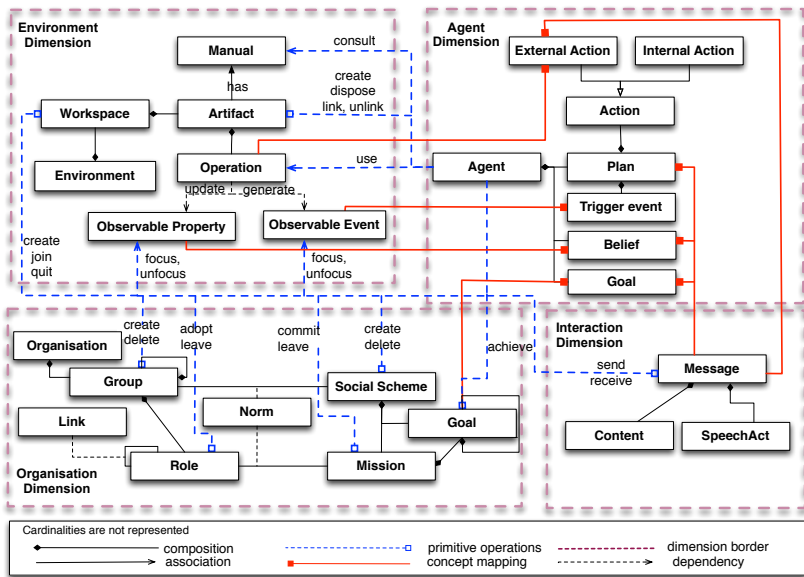 Environment
Dimension
Manual
consult
has
create
dispose
link, unlink
Workspace
Artifact
Operation
use
Environment
update
generate
Observable Property
Observable Event
create
join
quit
focus,
unfocus
focus,
unfocus
Agent
Dimension
External Action
Internal Action
Action
Agent
Plan
Trigger event
Belief
Goal
Organisation
create
delete
adopt
leave
commit
leave
create
delete
achieve
Group
Social Scheme
Link
Norm
Goal
Role
Mission
Organisation
Dimension
Interaction
Dimension
send
receive
Message
Content
SpeechAct
Cardinalities are not represented
composition
primitive operations
dimension border
association
concept mapping
dependency